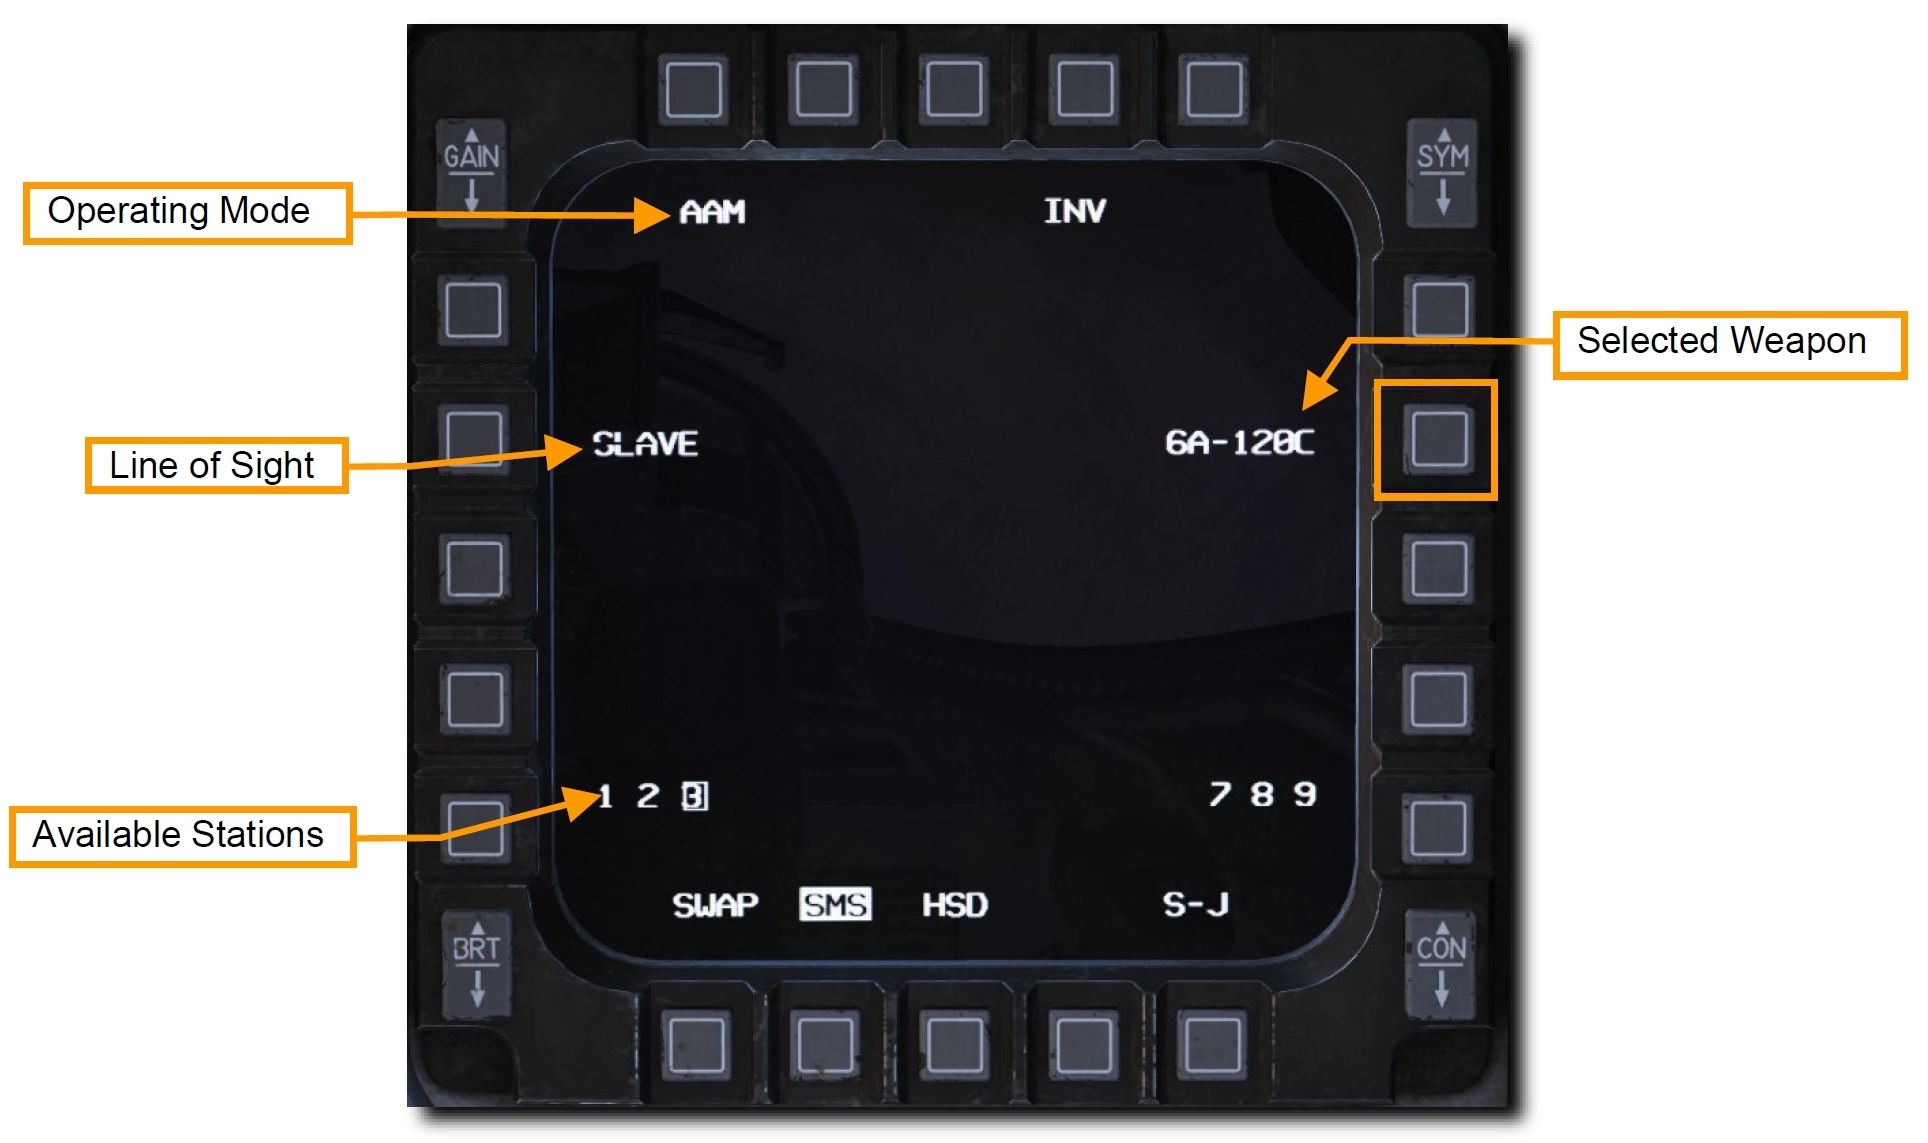 GAIN
SYM
Operating Mode
AAM
INV
Selected Weapon
Line of Sight
SLAVE
6A-120C
Available Stations
1 2 3
7 8 9
SWAP SMS HSD S-J
BRT
CON